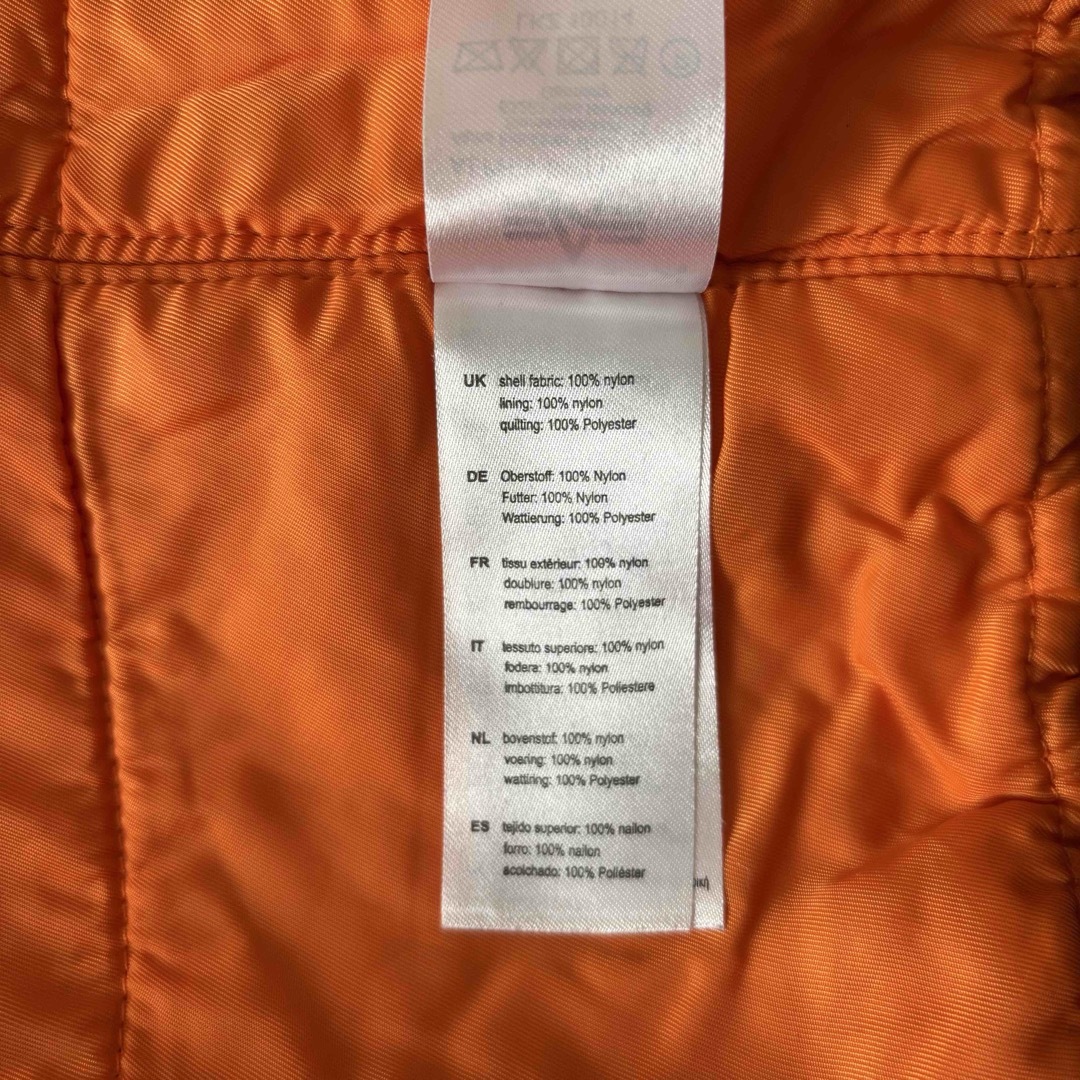 UK shell fabric: 100% nylon
lining: 100% nylon
quilting: 100% Polyester
DE Oberstoff: 100% Nylon
Futter: 100% Nylon
Wattierung: 100% Polyester
FR tissu extérieur: 100% nylon
doublure: 100% nylon
rembourrage: 100% Polyester
IT tessuto superiore: 100% nylon
fodera: 100% nylon
imbottitura: 100% Poliestere
NL bovenstof: 100% nylon
voering: 100% nylon
wattiring: 100% Polyester
ES tejido superior: 100% nailon
forro: 100% nailon
acolchado: 100% Poliéster